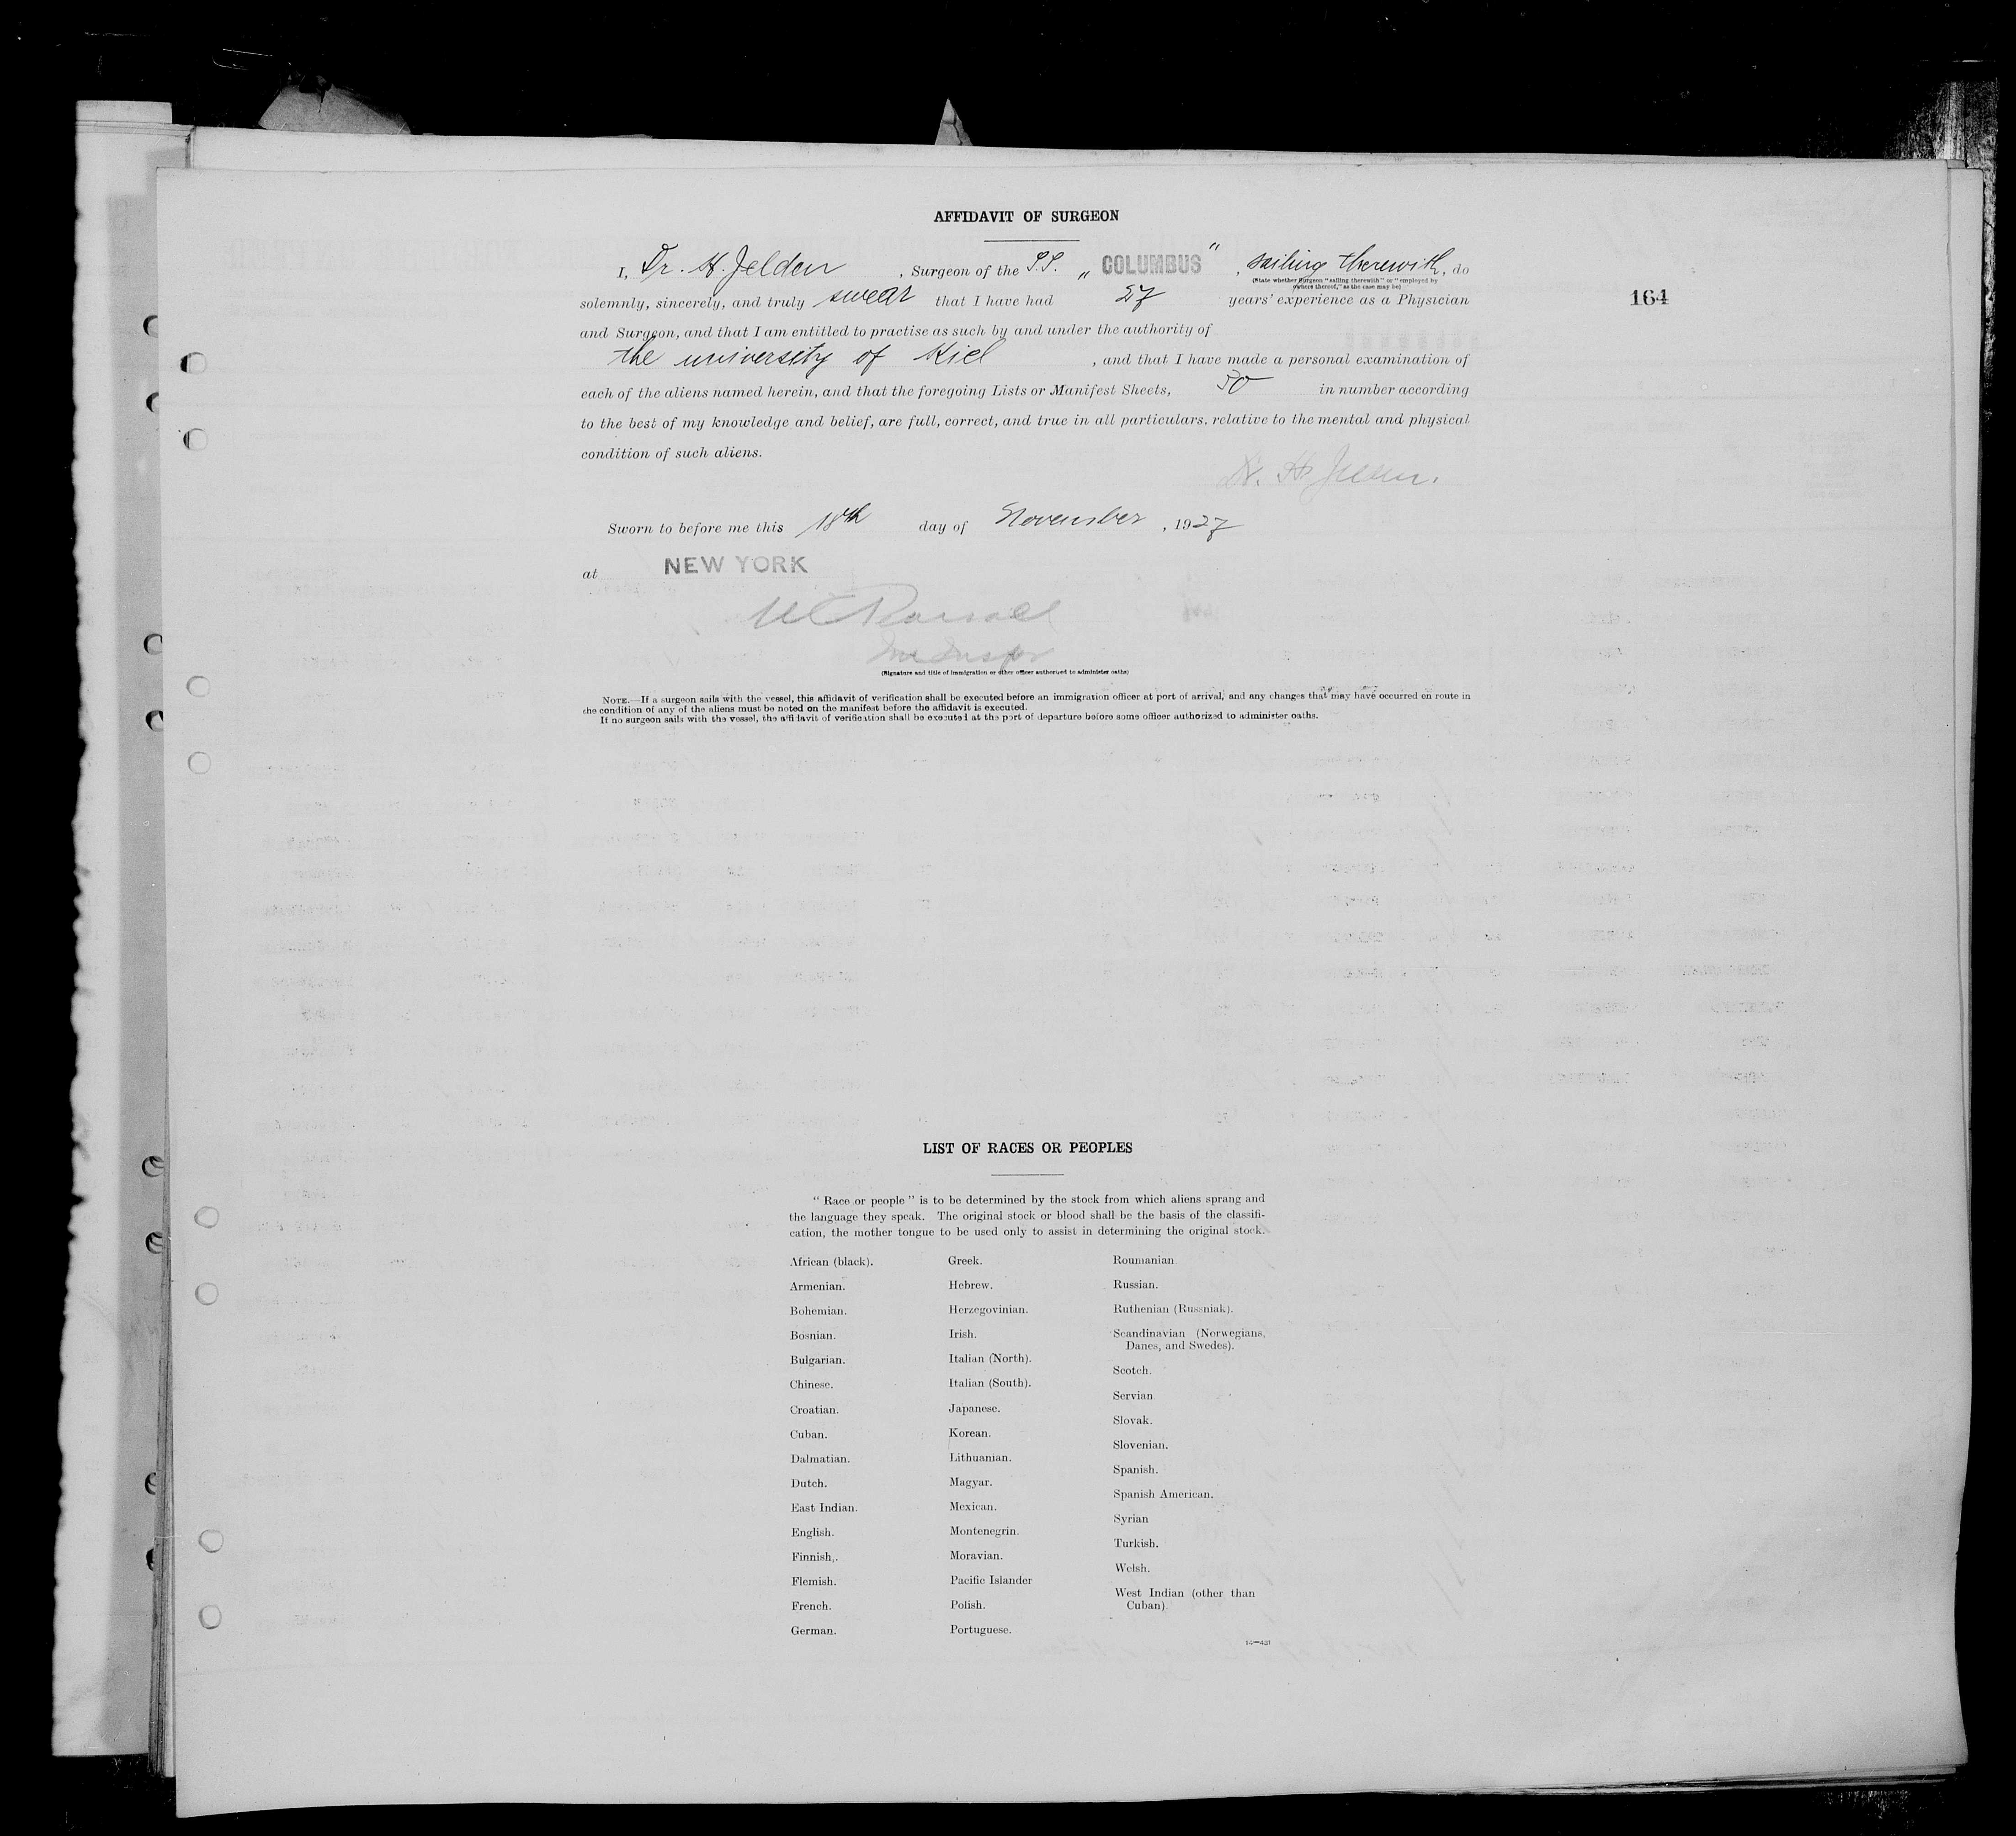 AFFIDAVIT OF SURGEON
I, Dr. H. Jelden , Surgeon of the S.S. „ COLUMBUS " , sailing therewith, do
(State whether Surgeon "sailing therewith" or "employed by
owners thereof," as the case may be)
solemnly, sincerely, and truly swear that I have had 27 years' experience as a Physician
164
and Surgeon, and that I am entitled to practise as such by and under the authority of
the university of Kiel , and that I have made a personal examination of
each of the aliens named herein, and that the foregoing Lists or Manifest Sheets, 30 in number according
to the best of my knowledge and belief, are full, correct, and true in all particulars, relative to the mental and physical
condition of such aliens.
Dr. H. Jelden.
Sworn to before me this 18th day of November , 1927
at NEW YORK
(Signature and title of immigration or other officer authorized to administer oaths)
NOTE.—If a surgeon sails with the vessel, this affidavit of verification shall be executed before an immigration officer at port of arrival, and any changes that may have occurred en route in
the condition of any of the aliens must be noted on the manifest before the affidavit is executed.
If no surgeon sails with the vessel, the affidavit of verification shall be executed at the port of departure before some officer authorized to administer oaths.
LIST OF RACES OR PEOPLES
" Race or people " is to be determined by the stock from which aliens sprang and
the language they speak. The original stock or blood shall be the basis of the classifi-
cation, the mother tongue to be used only to assist in determining the original stock.
African (black).
Armenian.
Bohemian.
Bosnian.
Bulgarian.
Chinese.
Croatian.
Cuban.
Dalmatian.
Dutch.
East Indian.
English.
Finnish.
Flemish.
French.
German.
Greek.
Hebrew.
Herzegovinian.
Irish.
Italian (North).
Italian (South).
Japanese.
Korean.
Lithuanian.
Magyar.
Mexican.
Montenegrin.
Moravian.
Pacific Islander
Polish.
Portuguese.
Roumanian
Russian.
Ruthenian (Russniak).
Scandinavian (Norwegians,
Danes, and Swedes).
Scotch.
Servian
Slovak.
Slovenian.
Spanish.
Spanish American.
Syrian
Turkish.
Welsh.
West Indian (other than
Cuban)
14—431